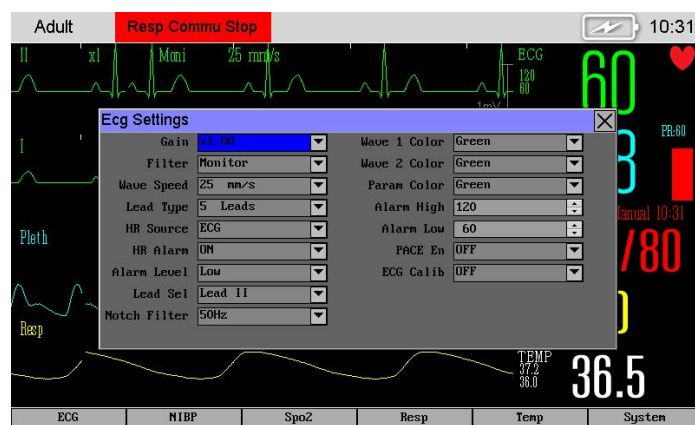 Adult Resp Commu Stop 10:31
II x1 Moni 25 mm/s ECG
120
60
60
1mV
Ecg Settings
Gain x1.00 Wave 1 Color Green
Filter Monitor Wave 2 Color Green
Wave Speed 25 mm/s Param Color Green
Lead Type 5 Leads Alarm High 120
HR Source ECG Alarm Low 60
HR Alarm ON PACE En OFF
Alarm Level Low ECG Calib OFF
Lead Sel Lead II
Notch Filter 50Hz
I
PR:60
Manual 10:31
/80
Pleth
Resp
TEMP
37.2
36.0
36.5
ECG NIBP Spo2 Resp Temp System